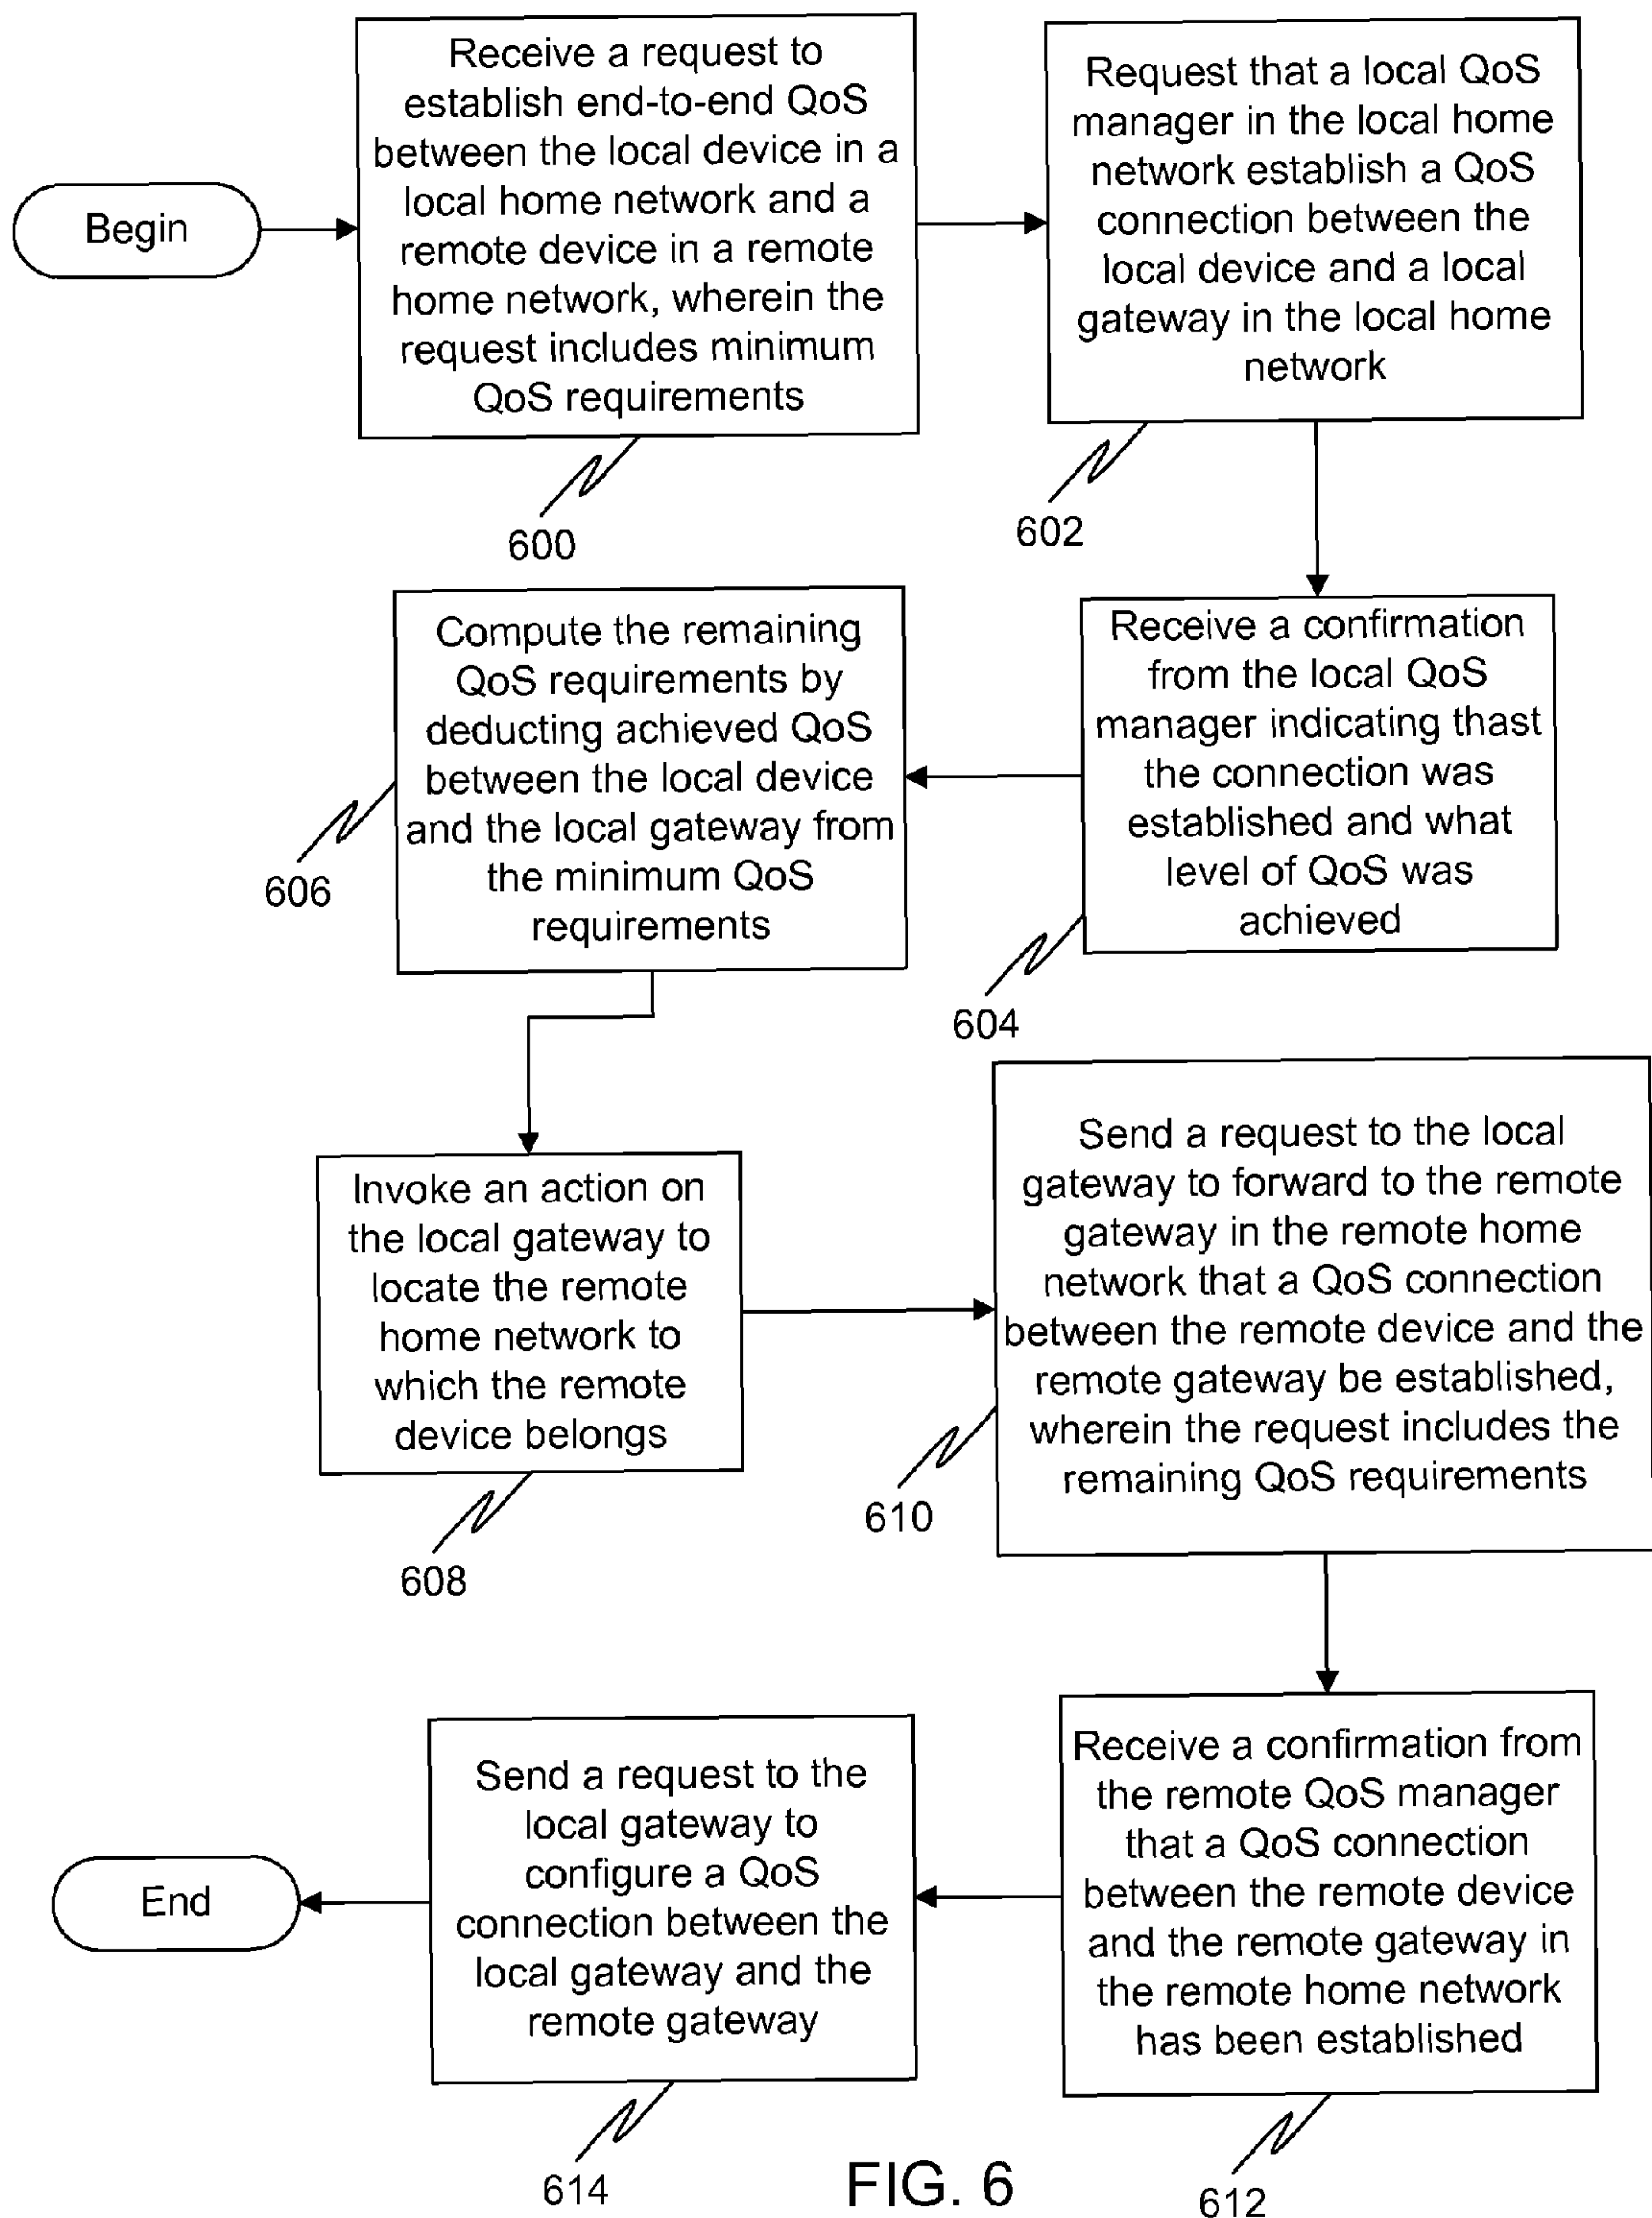 Begin
Receive a request to
establish end-to-end QoS
between the local device in a
local home network and a
remote device in a remote
home network, wherein the
request includes minimum
QoS requirements
600
Request that a local QoS
manager in the local home
network establish a QoS
connection between the
local device and a local
gateway in the local home
network
602
Receive a confirmation
from the local QoS
manager indicating thast
the connection was
established and what
level of QoS was
achieved
604
Compute the remaining
QoS requirements by
deducting achieved QoS
between the local device
and the local gateway from
the minimum QoS
requirements
606
Invoke an action on
the local gateway to
locate the remote
home network to
which the remote
device belongs
608
Send a request to the local
gateway to forward to the remote
gateway in the remote home
network that a QoS connection
between the remote device and the
remote gateway be established,
wherein the request includes the
remaining QoS requirements
610
Receive a confirmation from
the remote QoS manager
that a QoS connection
between the remote device
and the remote gateway in
the remote home network
has been established
612
Send a request to the
local gateway to
configure a QoS
connection between the
local gateway and the
remote gateway
614
End
FIG. 6